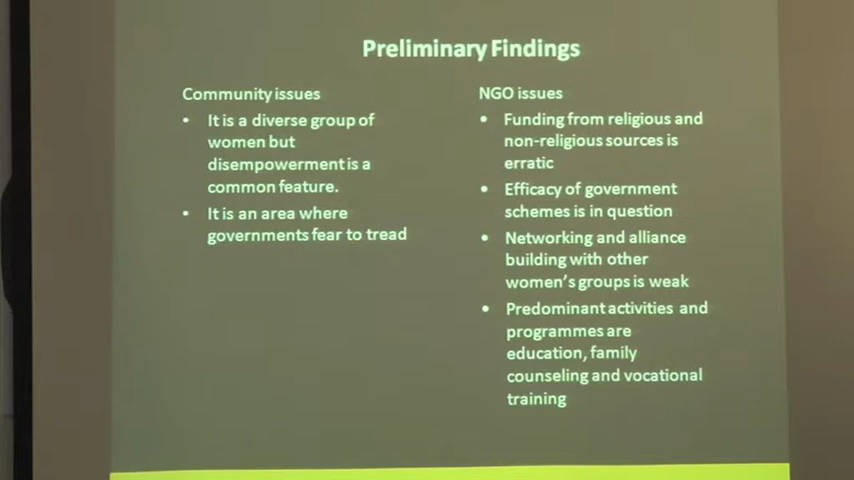 Preliminary Findings
Community issues
• It is a diverse group of
women but
disempowerment is a
common feature.
• It is an area where
governments fear to tread
NGO issues
• Funding from religious and
non-religious sources is
erratic
• Efficacy of government
schemes is in question
• Networking and alliance
building with other
women's groups is weak
• Predominant activities and
programmes are
education, family
counseling and vocational
training